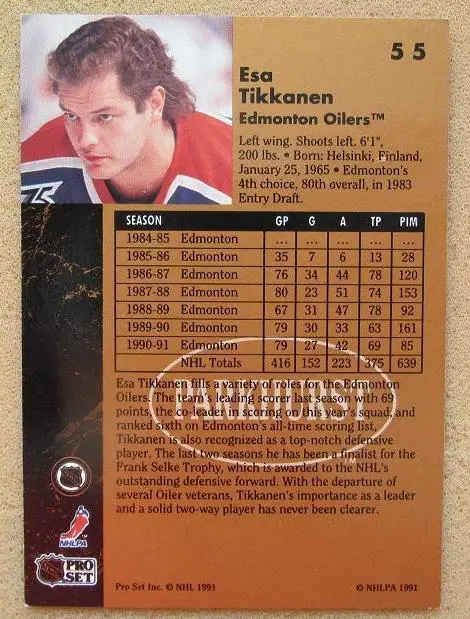 55
Esa
Tikkanen
Edmonton Oilers™
Left wing. Shoots left. 6'1",
200 lbs. • Born: Helsinki, Finland,
January 25, 1965 • Edmonton's
4th choice, 80th overall, in 1983
Entry Draft.
SEASON GP G A TP PIM
1984-85 Edmonton ... ... ... ... ...
1985-86 Edmonton 35 7 6 13 28
1986-87 Edmonton 76 34 44 78 120
1987-88 Edmonton 80 23 51 74 153
1988-89 Edmonton 67 31 47 78 92
1989-90 Edmonton 79 30 33 63 161
1990-91 Edmonton 79 27 42 69 85
NHL Totals 416 152 223 375 639
PARKHURST
Esa Tikkanen fills a variety of roles for the Edmonton
Oilers. The team's leading scorer last season with 69
points, the co-leader in scoring on this year's squad, and
ranked sixth on Edmonton's all-time scoring list,
Tikkanen is also recognized as a top-notch defensive
player. The last two seasons he has been a finalist for the
Frank Selke Trophy, which is awarded to the NHL's
outstanding defensive forward. With the departure of
several Oiler veterans, Tikkanen's importance as a leader
and a solid two-way player has never been clearer.
NHLPA™
PRO
SET
Pro Set Inc. © NHL 1991 © NHLPA 1991